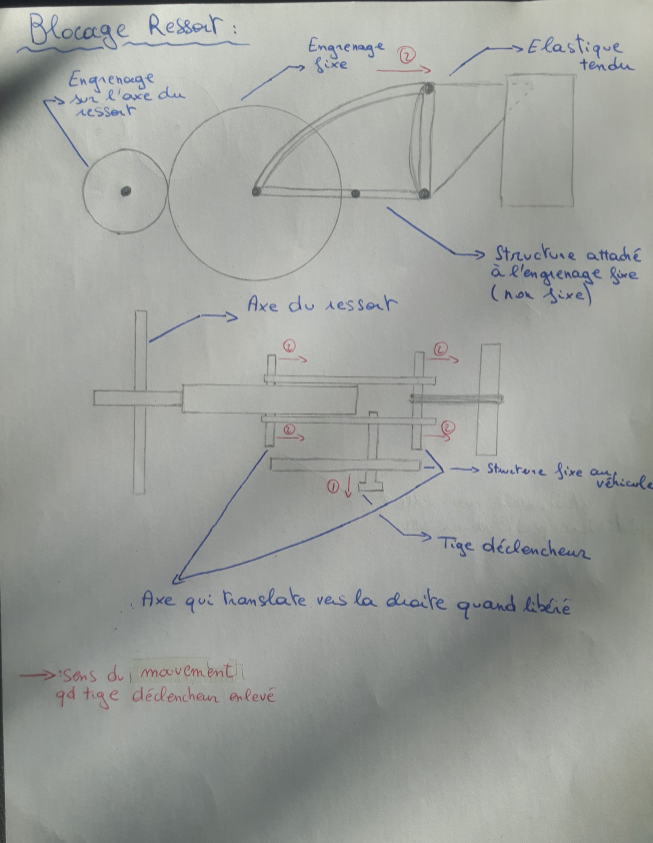 Blocage Ressort :
Engrenage
fixe
②
Elastique
tendu
Engrenage
sur l'axe du
ressort
Structure attaché
à l'engrenage fixe
(non fixe)
Axe du ressort
②
②
②
②
Structure fixe au
véhicule
①
Tige déclencheur
Axe qui translate vers la droite quand libéré
→ : sens du mouvement
qd tige déclencheur enlevé